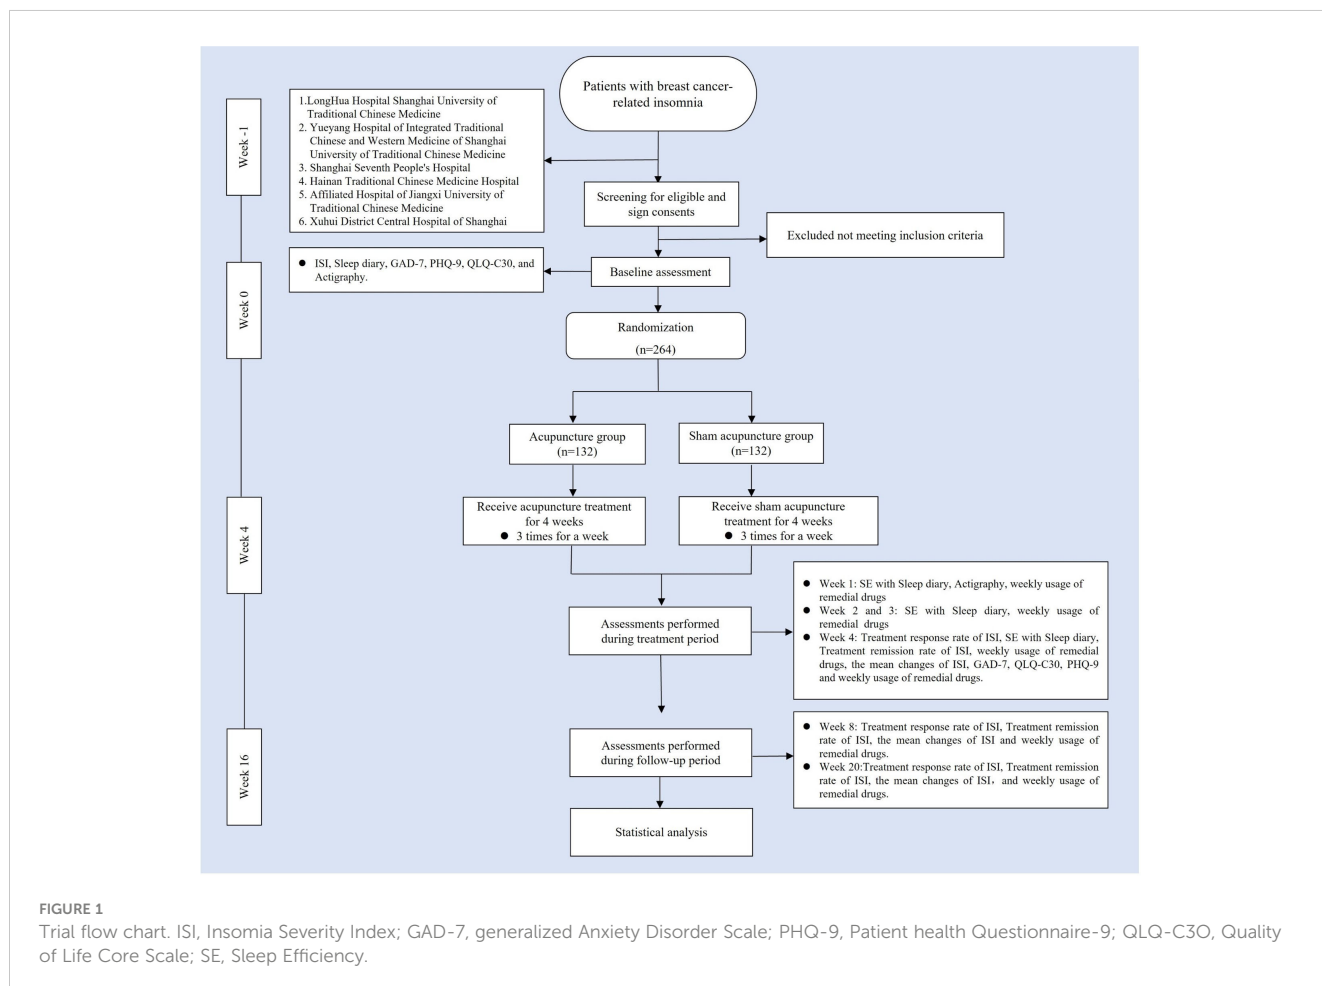 Patients with breast cancer-
related insomnia
1.LongHua Hospital Shanghai University of
Traditional Chinese Medicine
2. Yueyang Hospital of Integrated Traditional
Chinese and Western Medicine of Shanghai
University of Traditional Chinese Medicine
3. Shanghai Seventh People's Hospital
4. Hainan Traditional Chinese Medicine Hospital
5. Affiliated Hospital of Jiangxi University of
Traditional Chinese Medicine
6. Xuhui District Central Hospital of Shanghai
Week -1
Screening for eligible and
sign consents
Excluded not meeting inclusion criteria
● ISI, Sleep diary, GAD-7, PHQ-9, QLQ-C30, and
Actigraphy.
Baseline assessment
Week 0
Randomization
(n=264)
Acupuncture group
(n=132)
Sham acupuncture group
(n=132)
Week 4
Receive acupuncture treatment
for 4 weeks
● 3 times for a week
Receive sham acupuncture
treatment for 4 weeks
● 3 times for a week
Assessments performed
during treatment period
● Week 1: SE with Sleep diary, Actigraphy, weekly usage of
remedial drugs
● Week 2 and 3: SE with Sleep diary, weekly usage of
remedial drugs
● Week 4: Treatment response rate of ISI, SE with Sleep diary,
Treatment remission rate of ISI, weekly usage of remedial
drugs, the mean changes of ISI, GAD-7, QLQ-C30, PHQ-9
and weekly usage of remedial drugs.
Week 16
Assessments performed
during follow-up period
● Week 8: Treatment response rate of ISI, Treatment remission
rate of ISI, the mean changes of ISI and weekly usage of
remedial drugs.
● Week 20:Treatment response rate of ISI, Treatment remission
rate of ISI, the mean changes of ISI，and weekly usage of
remedial drugs.
Statistical analysis
FIGURE 1
Trial flow chart. ISI, Insomia Severity Index; GAD-7, generalized Anxiety Disorder Scale; PHQ-9, Patient health Questionnaire-9; QLQ-C3O, Quality
of Life Core Scale; SE, Sleep Efficiency.